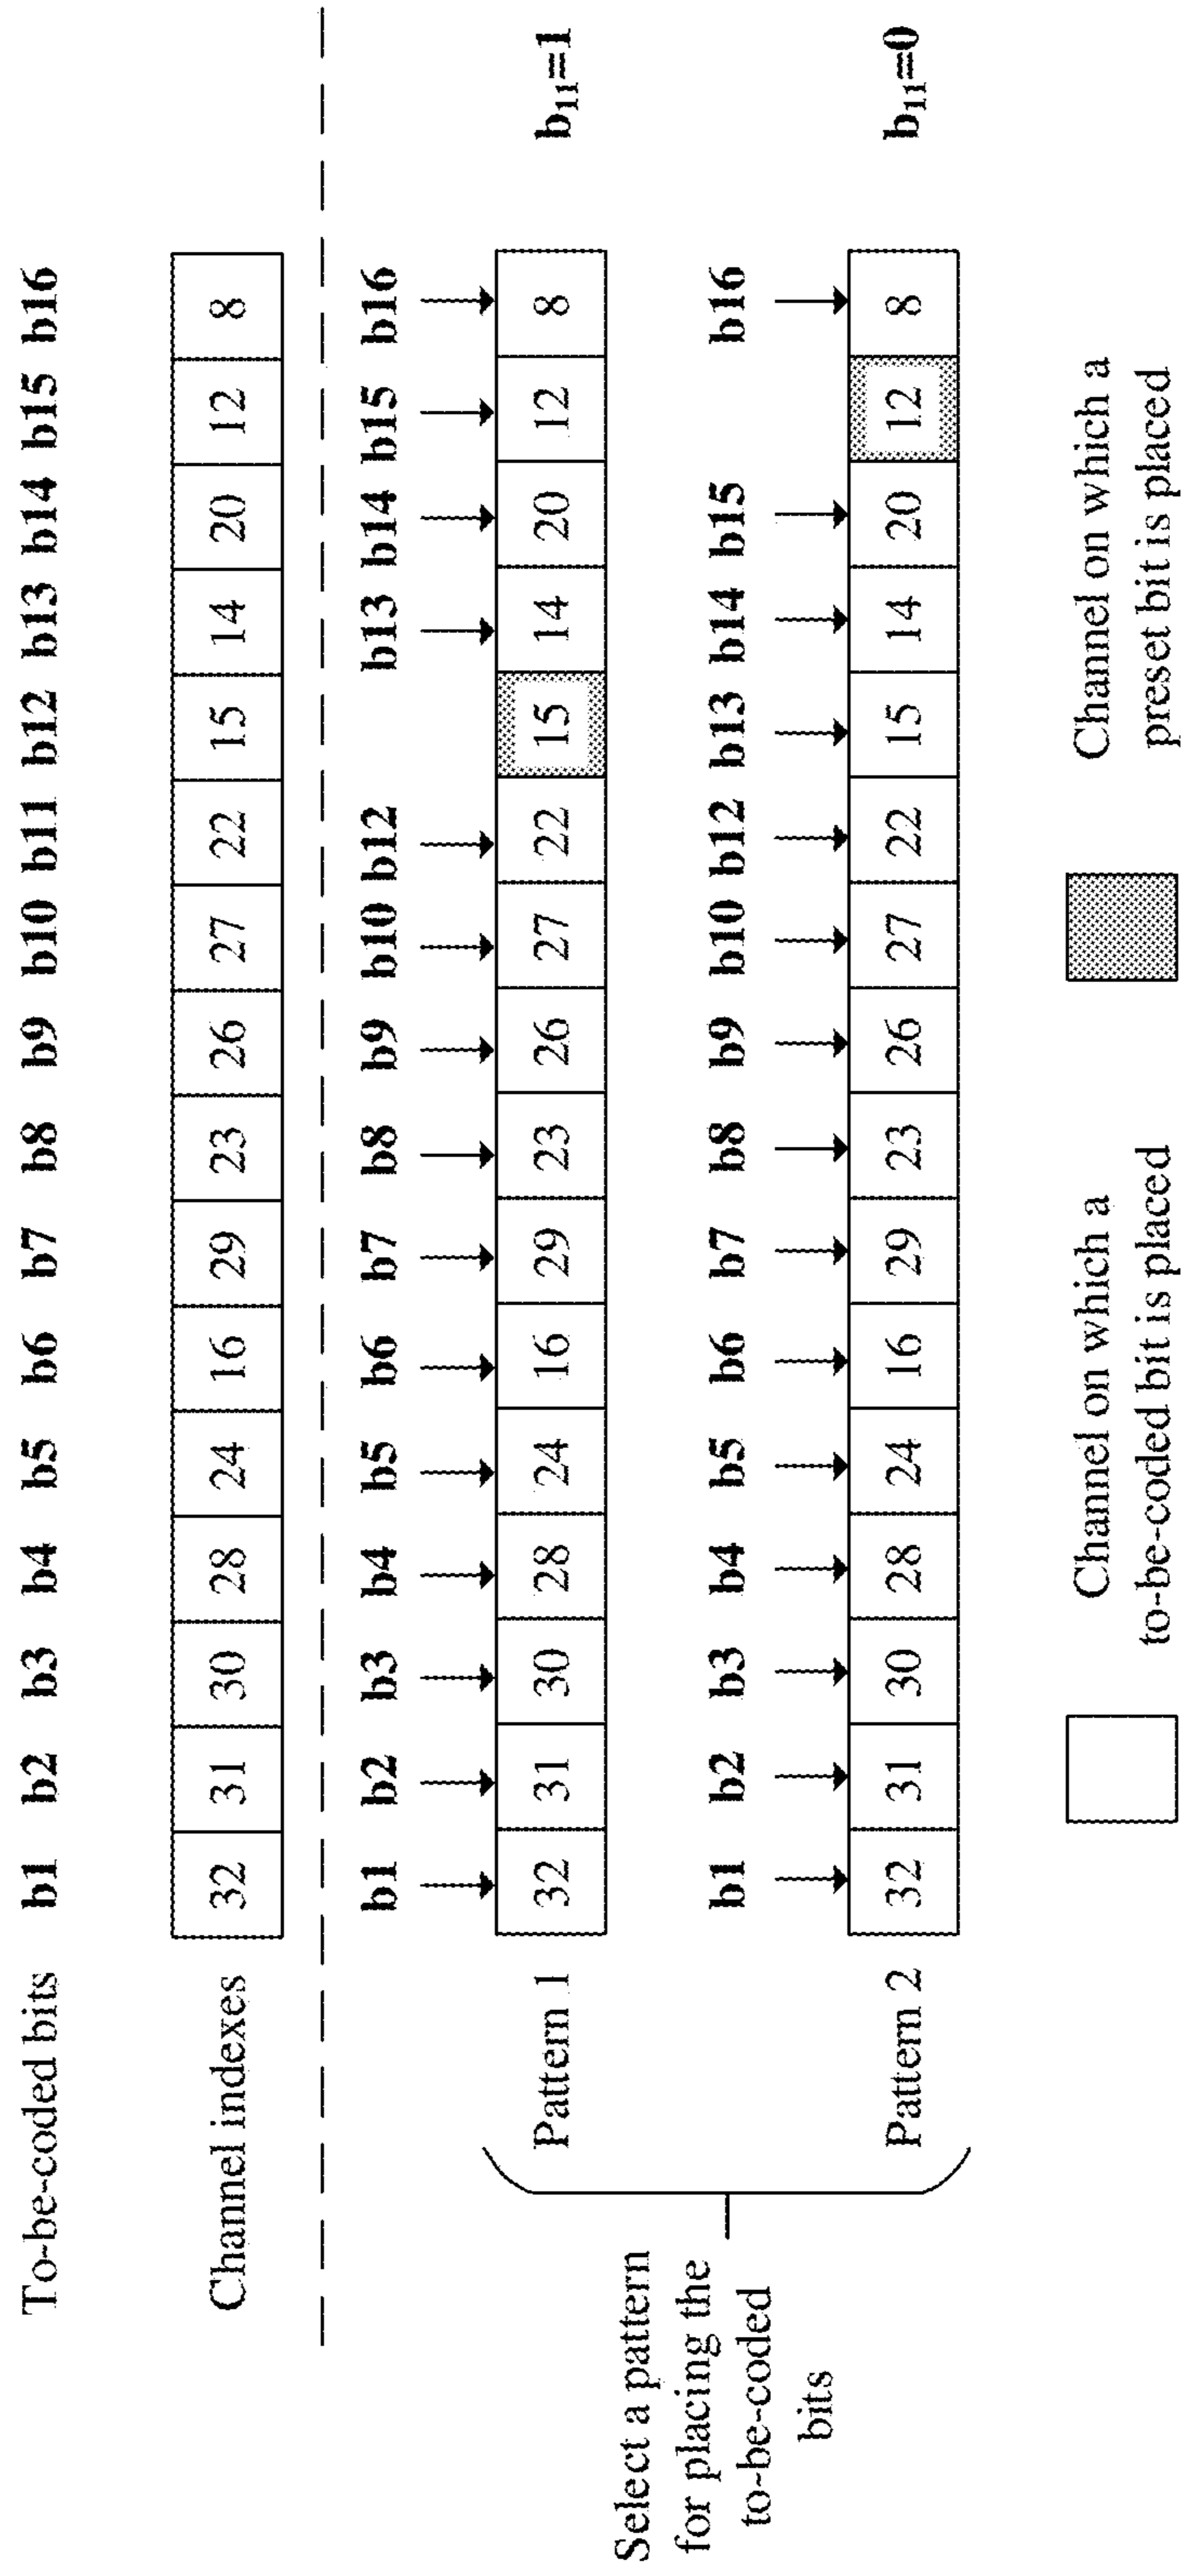 To-be-coded bits b1 b2 b3 b4 b5 b6 b7 b8 b9 b10 b11 b12 b13 b14 b15 b16
Channel indexes 32 31 30 28 24 16 29 23 26 27 22 15 14 20 12 8
b1 b2 b3 b4 b5 b6 b7 b8 b9 b10 b12 b13 b14 b15 b16
Pattern 1 32 31 30 28 24 16 29 23 26 27 22 15 14 20 12 8 b11=1
Select a pattern
for placing the
to-be-coded
bits
b1 b2 b3 b4 b5 b6 b7 b8 b9 b10 b12 b13 b14 b15 b16
Pattern 2 32 31 30 28 24 16 29 23 26 27 22 15 14 20 12 8 b11=0
Channel on which a
to-be-coded bit is placed
Channel on which a
preset bit is placed